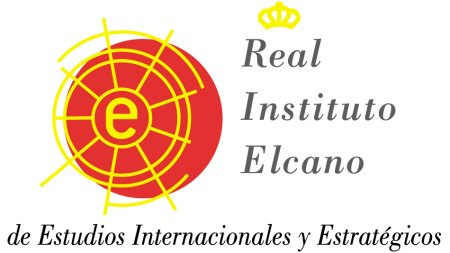 e
Real
Instituto
Elcano
de Estudios Internacionales y Estratégicos